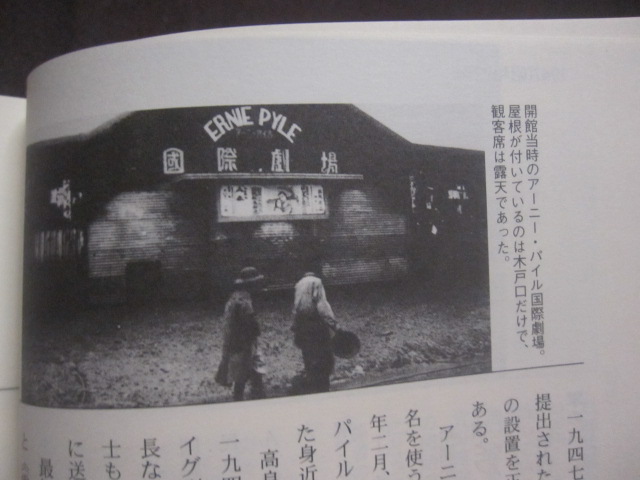 ERNIE PYLE
國際劇場
開館当時のアーニー・パイル国際劇場。
屋根が付いているのは木戸口だけで、
観客席は露天であった。
一九四七
提出された
の設置を
ある。
アーニ
名を使う
年二月、
パイル
た身近
高良
一九四
イグ
長な
士も
に送
最